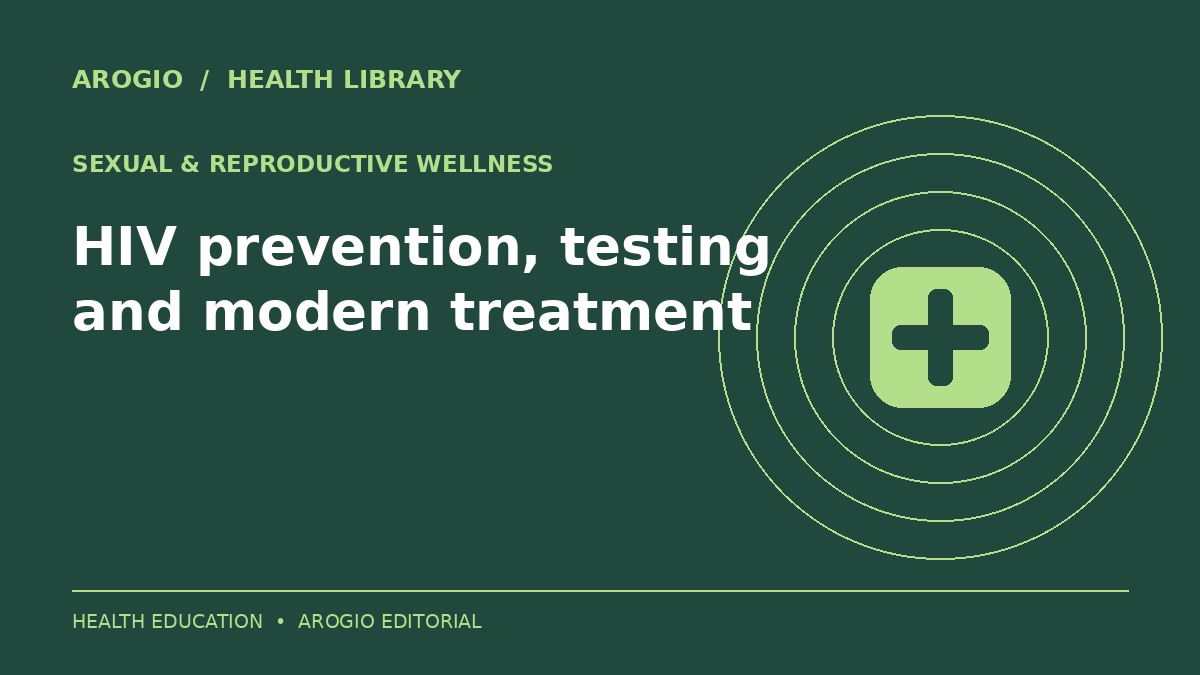 AROGIO / HEALTH LIBRARY
SEXUAL & REPRODUCTIVE WELLNESS
HIV prevention, testing
and modern treatment
HEALTH EDUCATION • AROGIO EDITORIAL